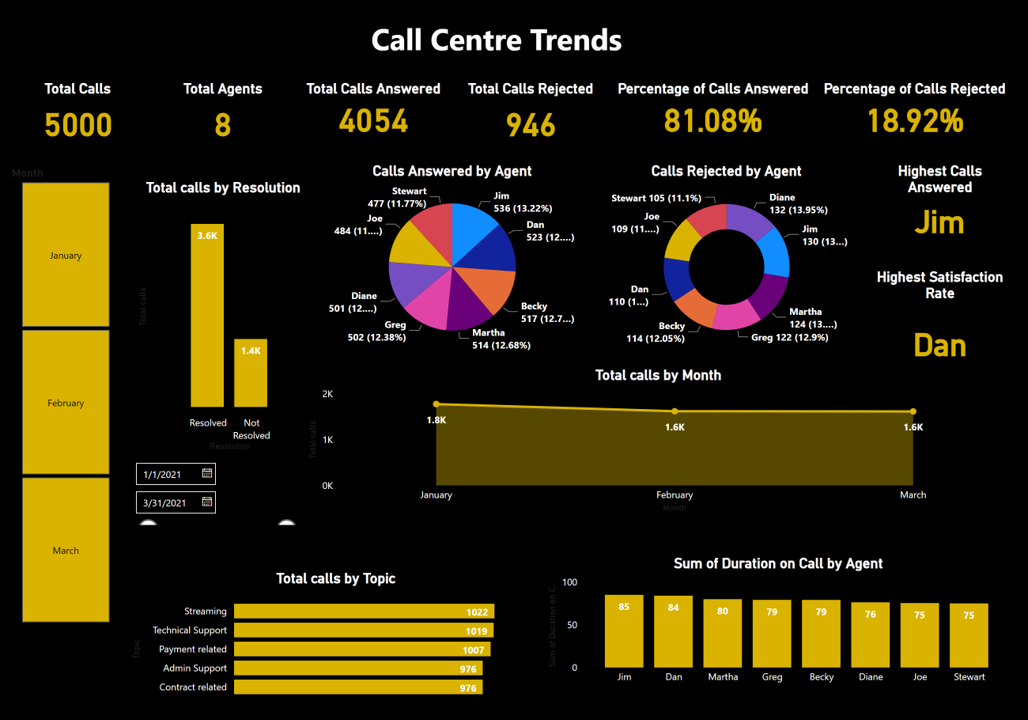 Call Centre Trends
Total Calls
5000
Total Agents
8
Total Calls Answered
4054
Total Calls Rejected
946
Percentage of Calls Answered
81.08%
Percentage of Calls Rejected
18.92%
Month
January
February
March
Total calls by Resolution
Total calls
3.6K
1.4K
Resolved
Not
Resolved
Resolution
1/1/2021
3/31/2021
Calls Answered by Agent
Stewart
477 (11.77%)
Jim
536 (13.22%)
Joe
484 (11....)
Dan
523 (12....)
Diane
501 (12....)
Becky
517 (12.7...)
Greg
502 (12.38%)
Martha
514 (12.68%)
Calls Rejected by Agent
Stewart 105 (11.1%)
Diane
132 (13.95%)
Joe
109 (11....)
Jim
130 (13...)
Dan
110 (1...)
Martha
124 (13....)
Becky
114 (12.05%)
Greg 122 (12.9%)
Highest Calls
Answered
Jim
Highest Satisfaction
Rate
Dan
Total calls by Month
Total calls
2K
1K
0K
1.8K
1.6K
1.6K
January
February
March
Month
Total calls by Topic
Topic
Streaming
1022
Technical Support
1019
Payment related
1007
Admin Support
976
Contract related
976
Sum of Duration on Call by Agent
Sum of Duration on C...
100
50
0
85
84
80
79
79
76
75
75
Jim
Dan
Martha
Greg
Becky
Diane
Joe
Stewart